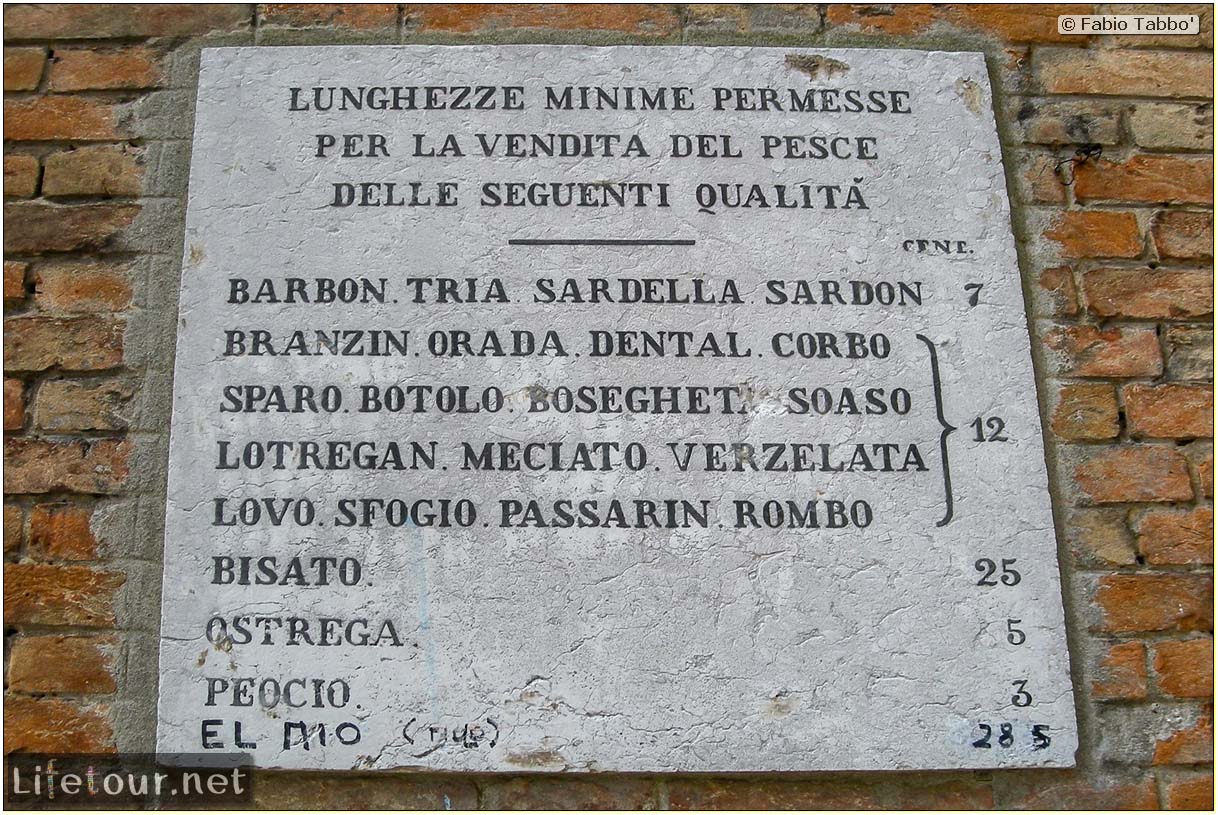 © Fabio Tabbo'
LUNGHEZZE MINIME PERMESSE
PER LA VENDITA DEL PESCE
DELLE SEGUENTI QUALITÁ
CENT.
BARBON. TRIA. SARDELLA. SARDON 7
BRANZIN. ORADA. DENTAL. CORBO
SPARO. BOTOLO. BOSEGHETA SOASO
12
LOTREGAN. MECIATO. VERZELATA
LOVO. SFOGIO. PASSARIN. ROMBO
BISATO. 25
OSTREGA. 5
PEOCIO. 3
EL MIO 28 5
Lifetour.net